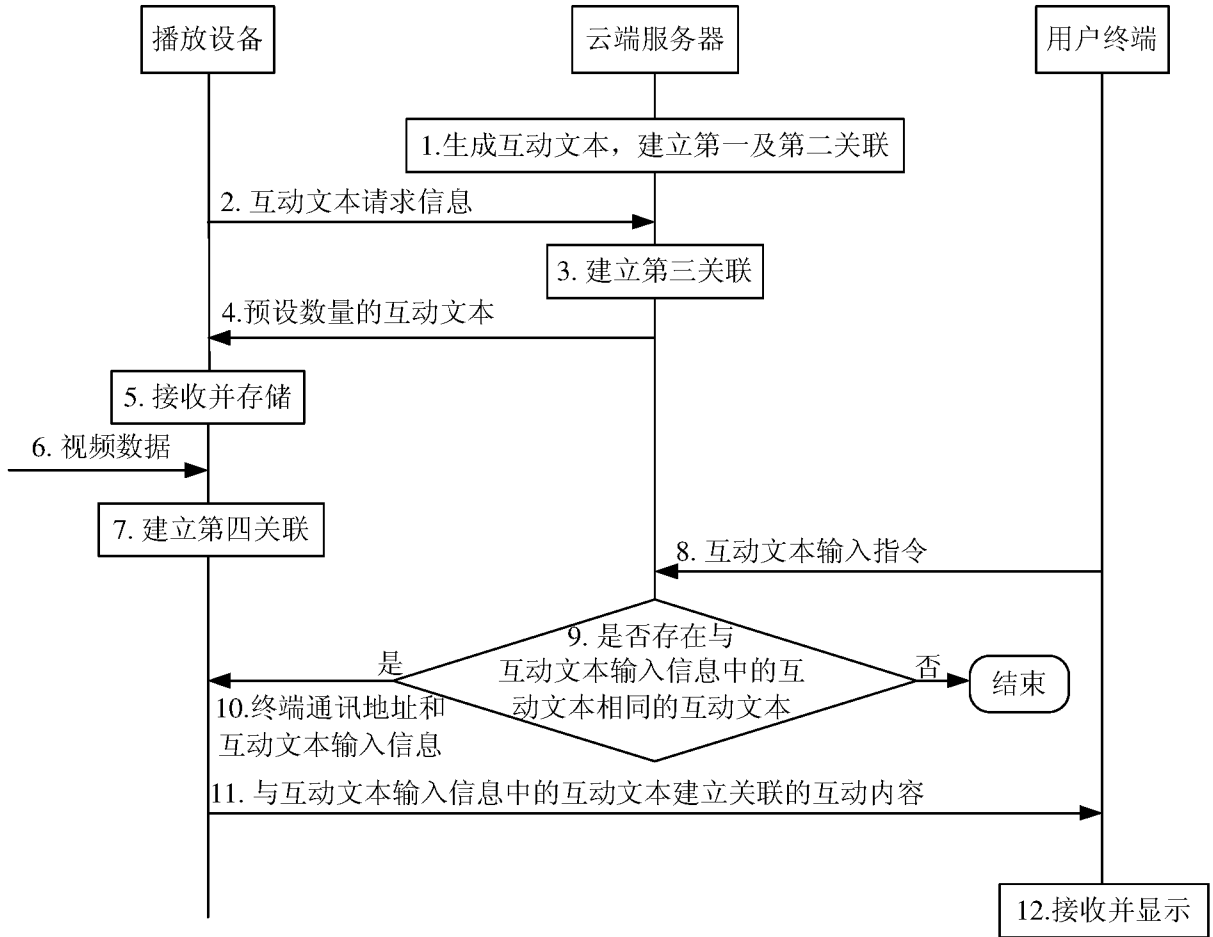 播放设备
云端服务器
用户终端
1.生成互动文本，建立第一及第二关联
2. 互动文本请求信息
3. 建立第三关联
4.预设数量的互动文本
5. 接收并存储
6. 视频数据
7. 建立第四关联
8. 互动文本输入指令
9. 是否存在与
互动文本输入信息中的互
动文本相同的互动文本
是
否
结束
10.终端通讯地址和
互动文本输入信息
11. 与互动文本输入信息中的互动文本建立关联的互动内容
12.接收并显示